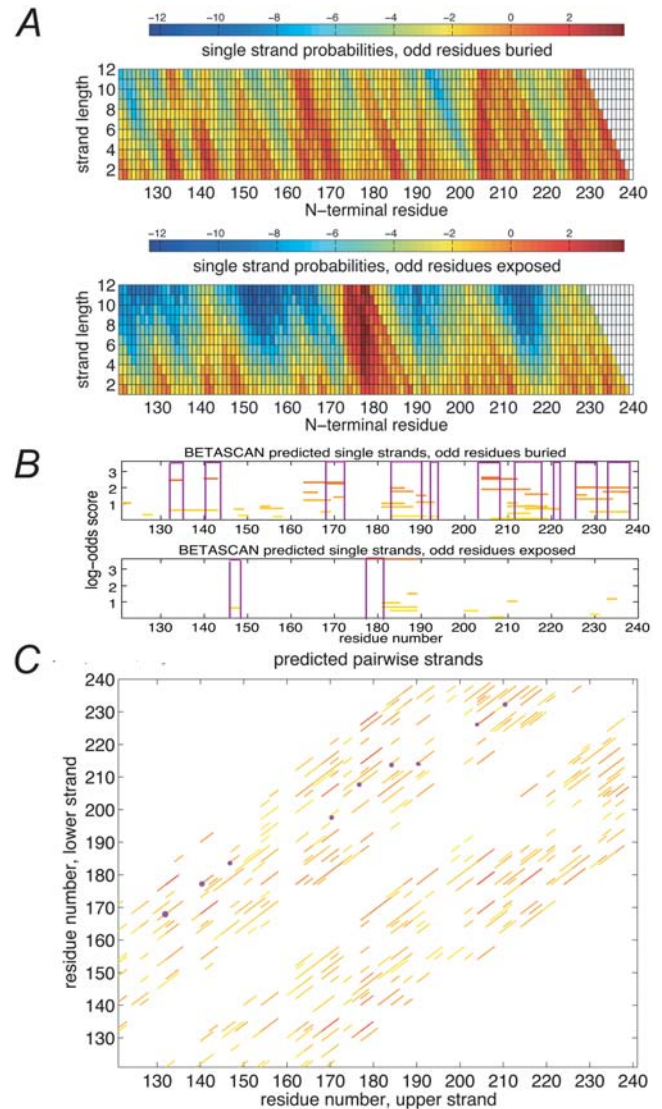 A
−12 −10 −8 −6 −4 −2 0 2
single strand probabilities, odd residues buried
strand length
12
10
8
6
4
2
130 140 150 160 170 180 190 200 210 220 230 240
N-terminal residue
−12 −10 −8 −6 −4 −2 0 2
single strand probabilities, odd residues exposed
strand length
12
10
8
6
4
2
130 140 150 160 170 180 190 200 210 220 230 240
N-terminal residue
B
BETASCAN predicted single strands, odd residues buried
log-odds score
3
2
1
130 140 150 160 170 180 190 200 210 220 230 240
BETASCAN predicted single strands, odd residues exposed
3
2
1
130 140 150 160 170 180 190 200 210 220 230 240
residue number
C
predicted pairwise strands
residue number, lower strand
240
230
220
210
200
190
180
170
160
150
140
130
130 140 150 160 170 180 190 200 210 220 230 240
residue number, upper strand